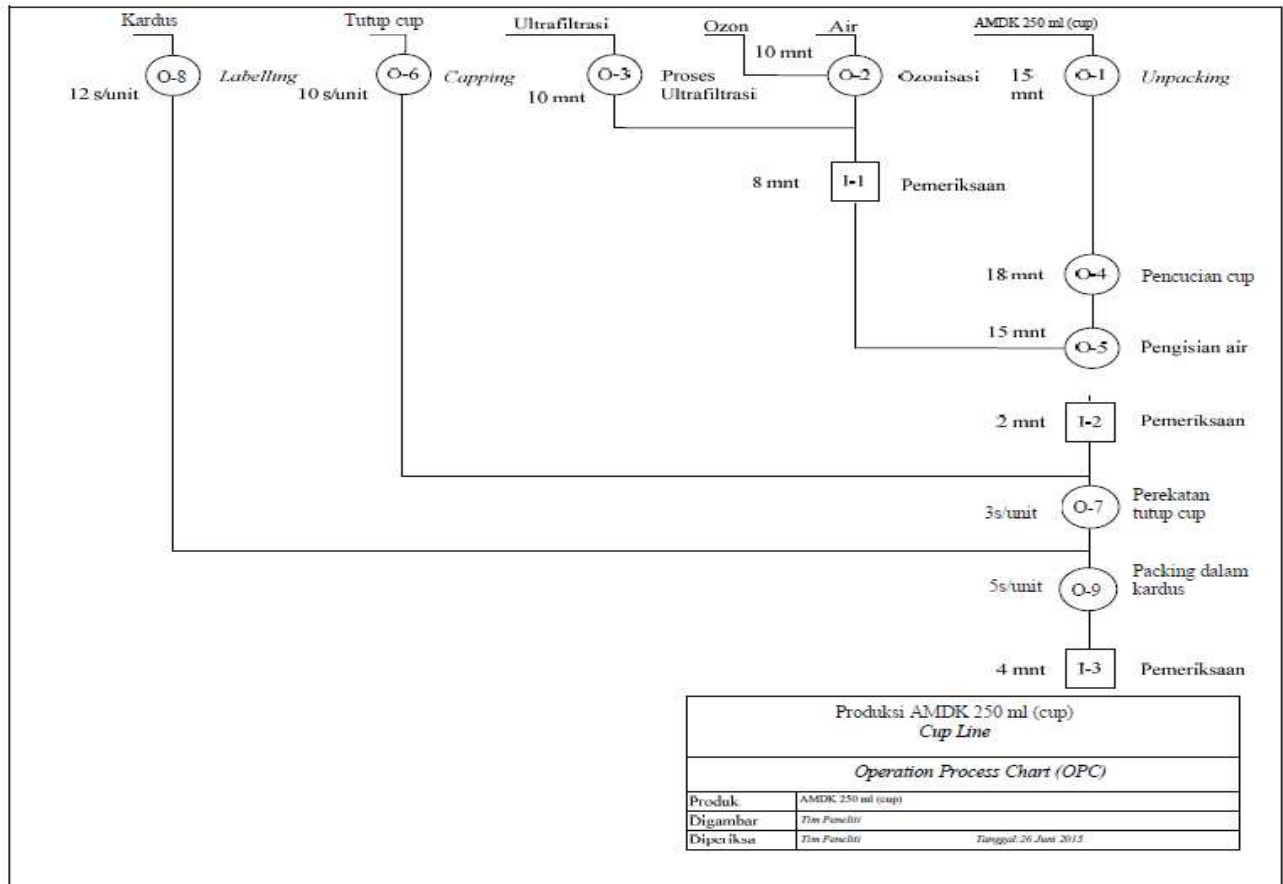 Kardus
Tutup cup
Ultrafiltrasi
Ozon
Air
AMDK 250 ml (cup)
O-8
Labelling
12 s/unit
O-6
Capping
10 s/unit
O-3
Proses
Ultrafiltrasi
10 mnt
10 mnt
O-2
Ozonisasi
15
mnt
O-1
Unpacking
8 mnt
I-1
Pemeriksaan
18 mnt
O-4
Pencucian cup
15 mnt
O-5
Pengisian air
2 mnt
I-2
Pemeriksaan
3s/unit
O-7
Perekatan
tutup cup
5s/unit
O-9
Packing dalam
kardus
4 mnt
I-3
Pemeriksaan
Produksi AMDK 250 ml (cup)
Cup Line
Operation Process Chart (OPC)
Produk AMDK 250 ml (cup)
Digambar Tim Peneliti
Diperiksa Tim Peneliti Tanggal:26 Juni 2015